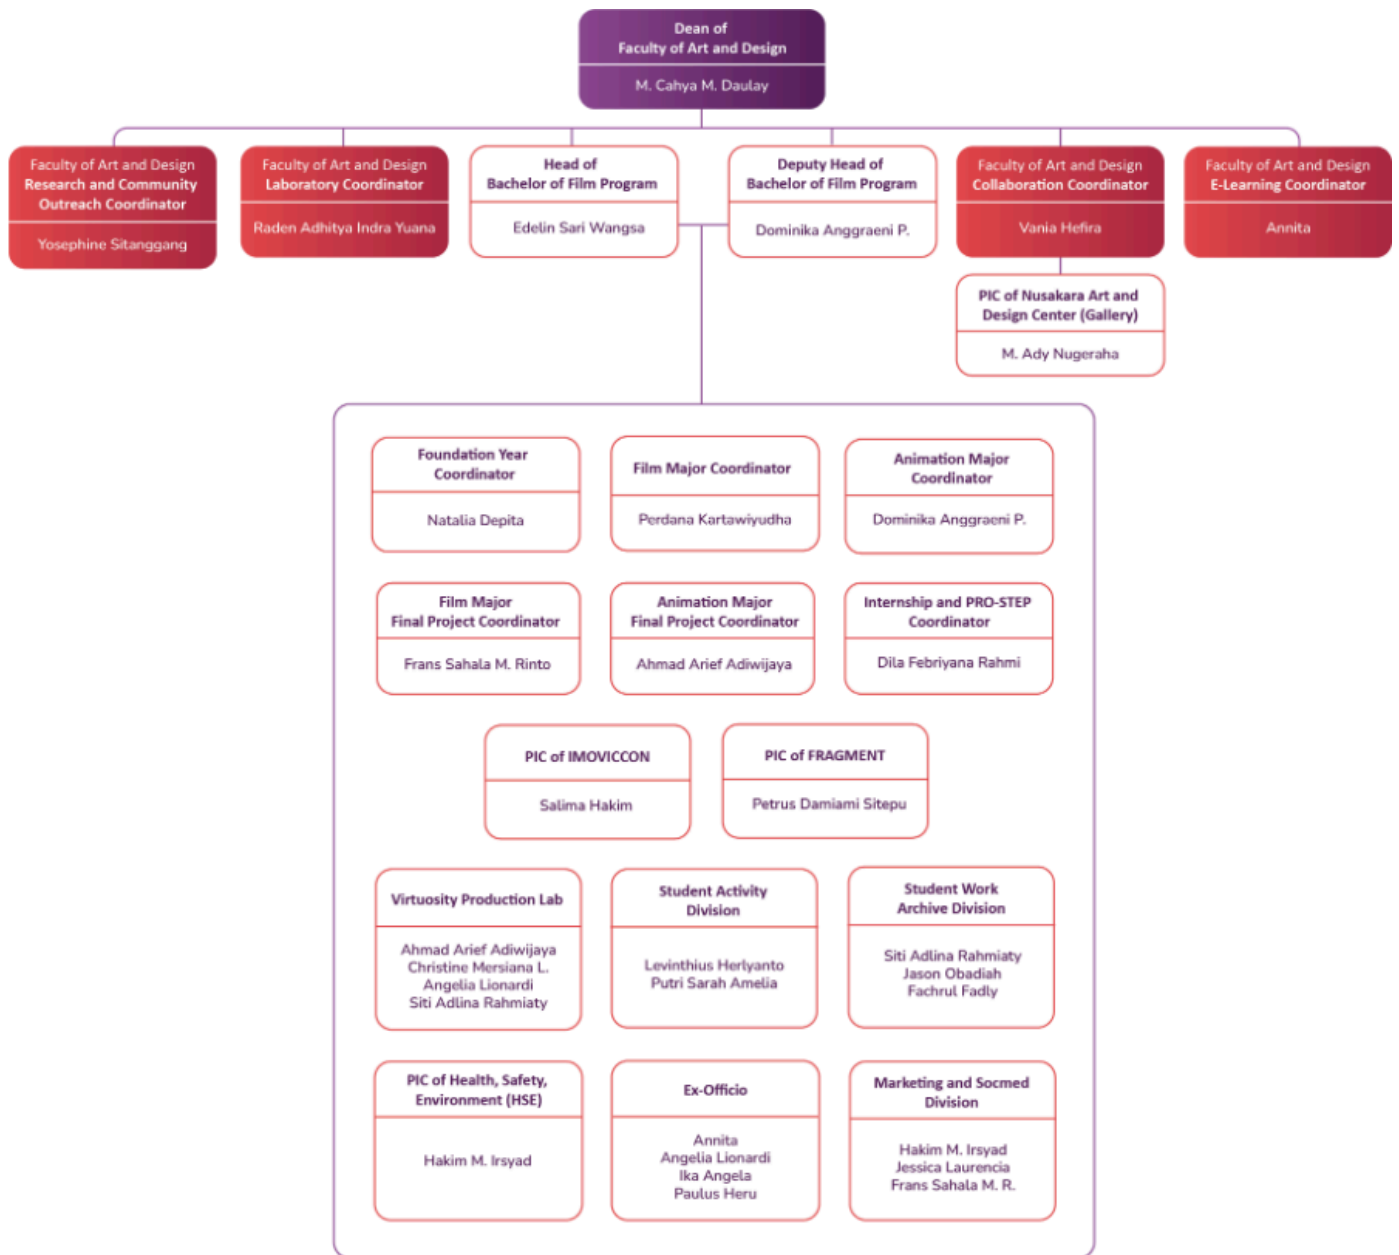 Dean of
Faculty of Art and Design
M. Cahya M. Daulay
Faculty of Art and Design
Research and Community
Outreach Coordinator
Yosephine Sitanggang
Faculty of Art and Design
Laboratory Coordinator
Raden Adhitya Indra Yuana
Head of
Bachelor of Film Program
Edelin Sari Wangsa
Deputy Head of
Bachelor of Film Program
Dominika Anggraeni P.
Faculty of Art and Design
Collaboration Coordinator
Vania Hefira
Faculty of Art and Design
E-Learning Coordinator
Annita
PIC of Nusakara Art and
Design Center (Gallery)
M. Ady Nugeraha
Foundation Year
Coordinator
Natalia Depita
Film Major Coordinator
Perdana Kartawiyudha
Animation Major
Coordinator
Dominika Anggraeni P.
Film Major
Final Project Coordinator
Frans Sahala M. Rinto
Animation Major
Final Project Coordinator
Ahmad Arief Adiwijaya
Internship and PRO-STEP
Coordinator
Dila Febriyana Rahmi
PIC of IMOVICCON
Salima Hakim
PIC of FRAGMENT
Petrus Damiami Sitepu
Virtuosity Production Lab
Ahmad Arief Adiwijaya
Christine Mersiana L.
Angelia Lionardi
Siti Adlina Rahmiaty
Student Activity
Division
Levinthius Herlyanto
Putri Sarah Amelia
Student Work
Archive Division
Siti Adlina Rahmiaty
Jason Obadiah
Fachrul Fadly
PIC of Health, Safety,
Environment (HSE)
Hakim M. Irsyad
Ex-Officio
Annita
Angelia Lionardi
Ika Angela
Paulus Heru
Marketing and Socmed
Division
Hakim M. Irsyad
Jessica Laurencia
Frans Sahala M. R.